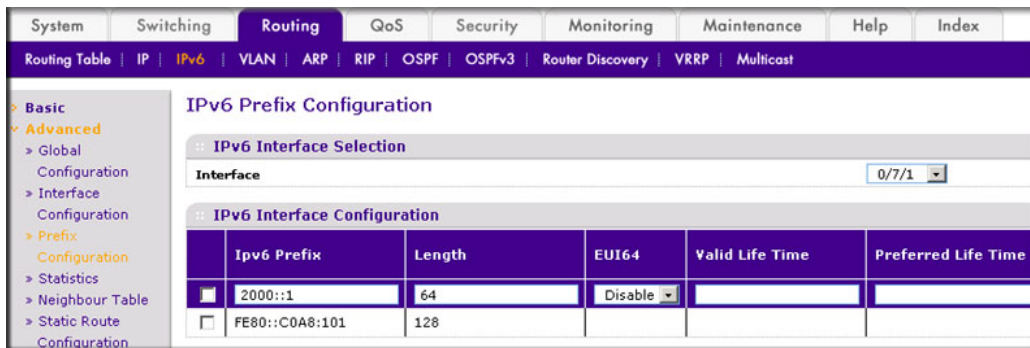 System Switching Routing QoS Security Monitoring Maintenance Help Index
Routing Table | IP | IPv6 | VLAN | ARP | RIP | OSPF | OSPFv3 | Router Discovery | VRRP | Multicast
Basic
Advanced
» Global
Configuration
» Interface
Configuration
» Prefix
Configuration
» Statistics
» Neighbour Table
» Static Route
Configuration
IPv6 Prefix Configuration
IPv6 Interface Selection
Interface 0/7/1
IPv6 Interface Configuration
Ipv6 Prefix Length EUI64 Valid Life Time Preferred Life Time
2000::1 64 Disable
FE80::C0A8:101 128